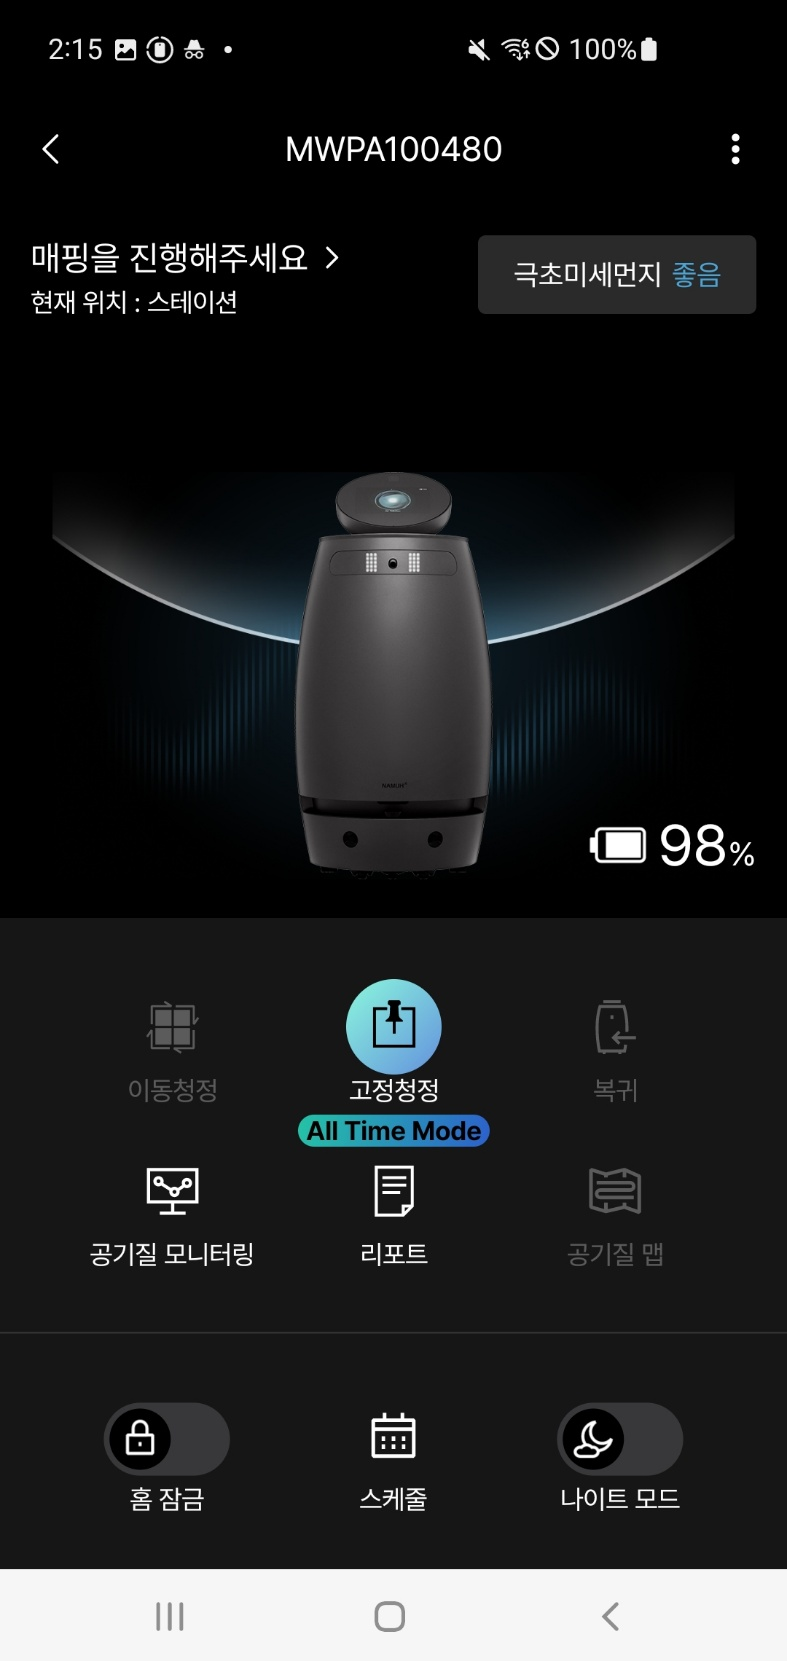 2:15
100%
MWPA100480
매핑을 진행해주세요
현재 위치 : 스테이션
극초미세먼지 좋음
98%
이동청정
고정청정
복귀
All Time Mode
공기질 모니터링
리포트
공기질 맵
홈 잠금
스케줄
나이트 모드